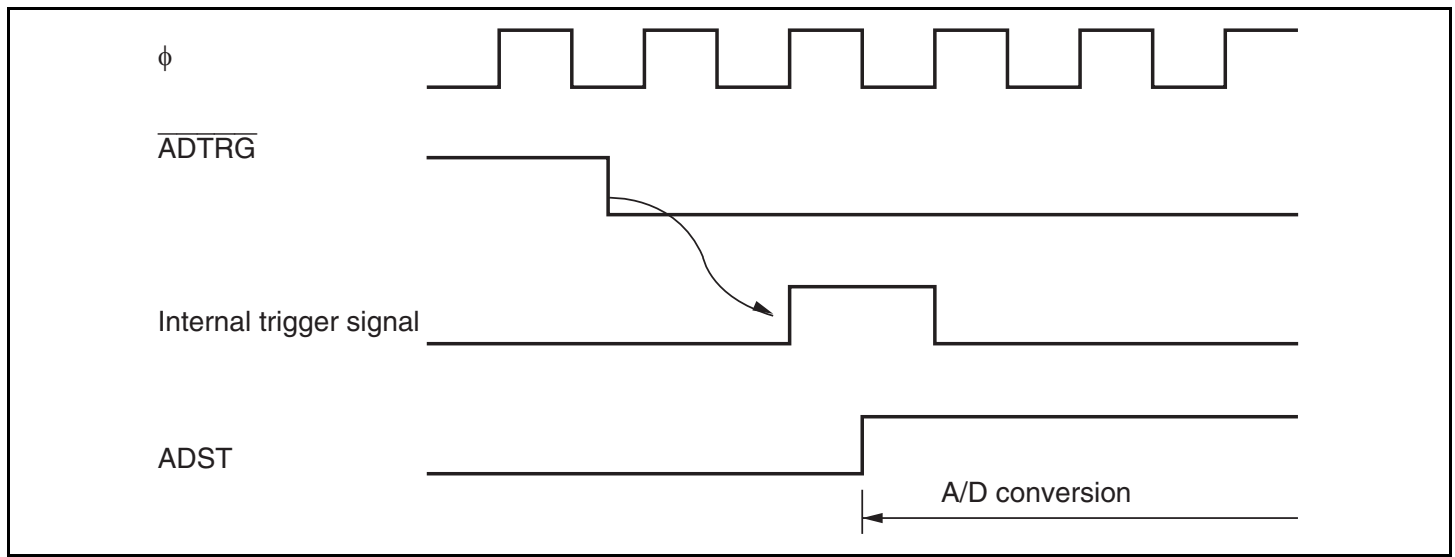 ϕ
ADTRG
Internal trigger signal
ADST
A/D conversion